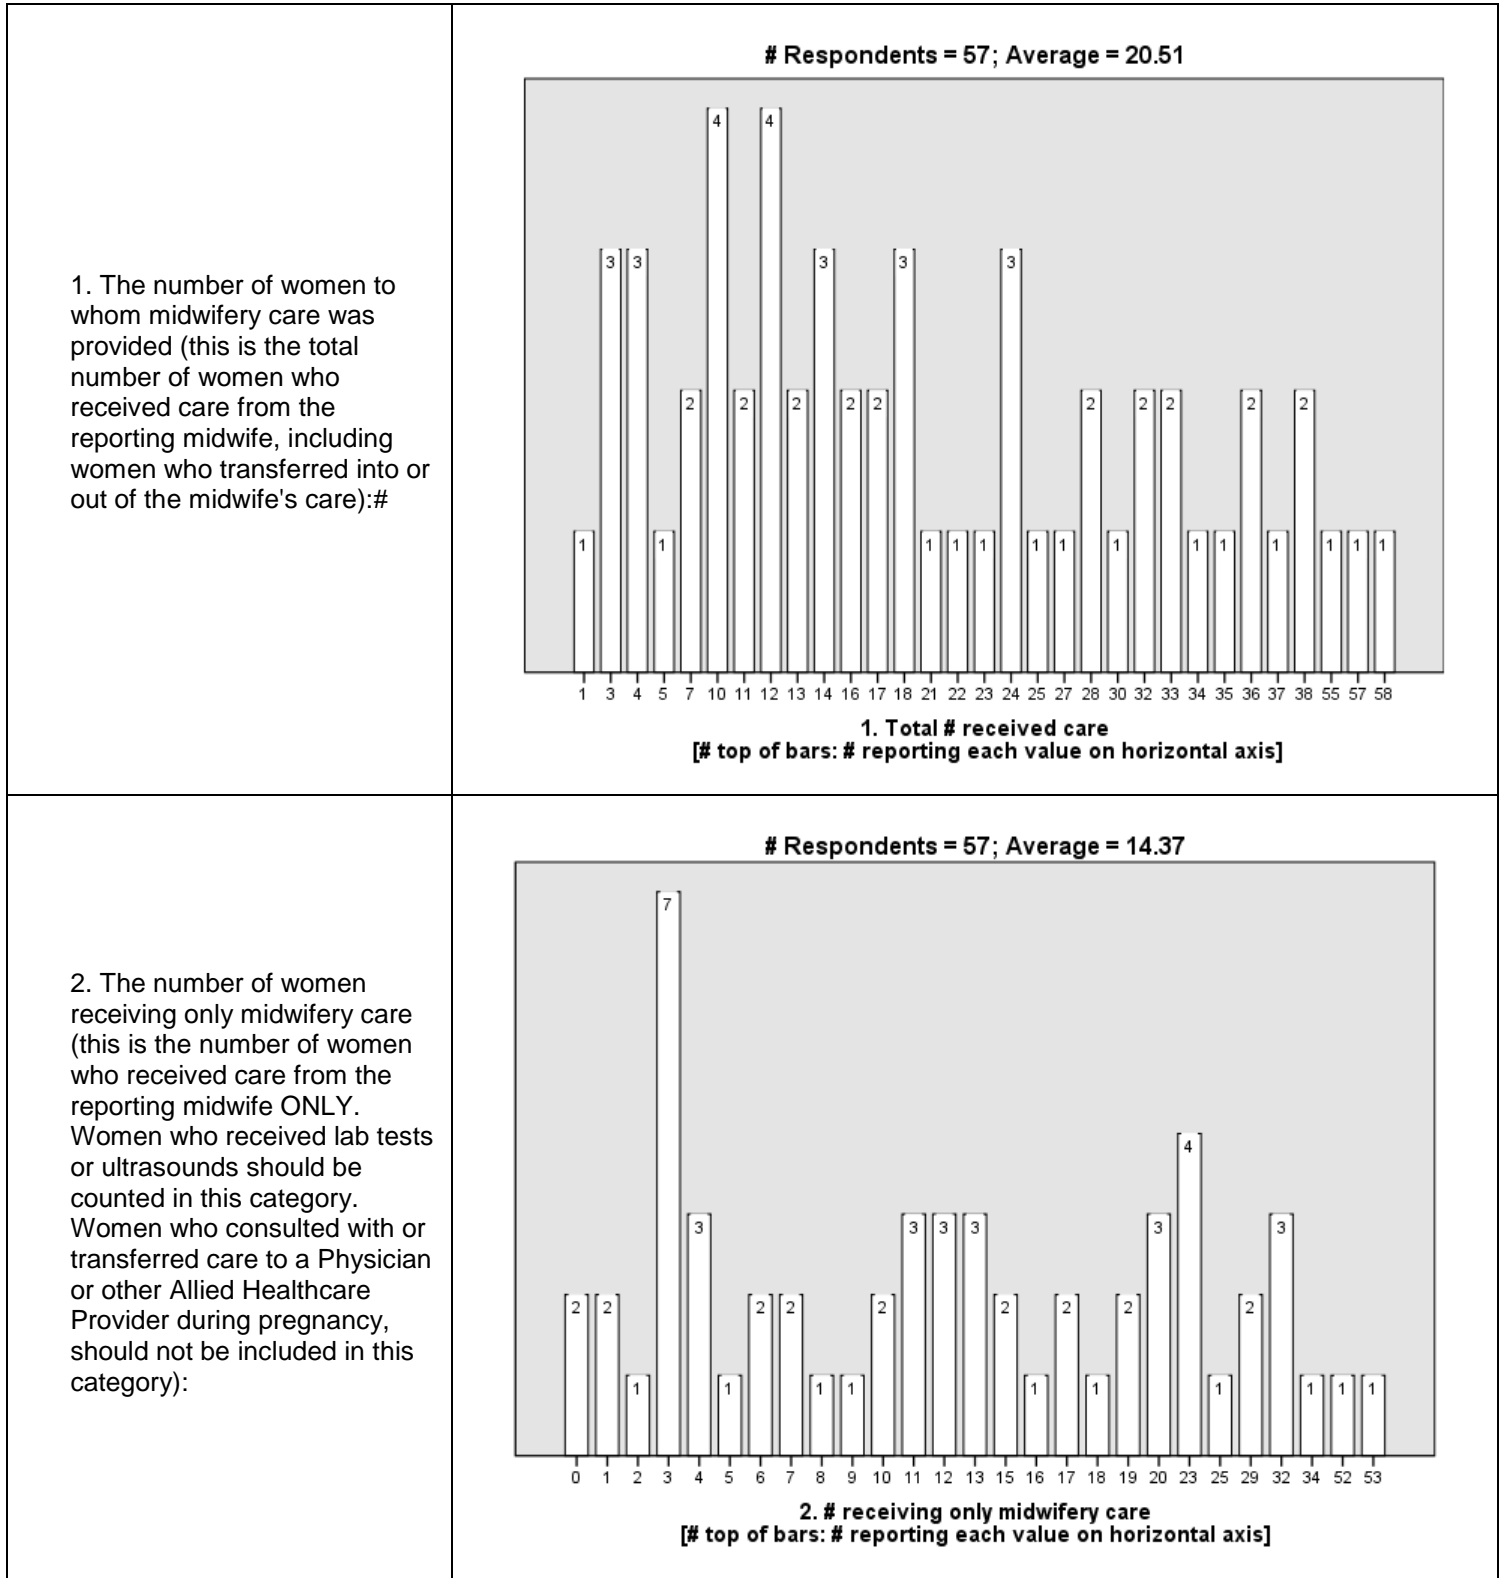 1. The number of women to
whom midwifery care was
provided (this is the total
number of women who
received care from the
reporting midwife, including
women who transferred into or
out of the midwife's care):#
# Respondents = 57; Average = 20.51
1 3 3 1 2 4 2 4 2 3 2 2 3 1 1 1 3 1 1 2 1 2 2 1 1 2 1 2 1 1 1
1 3 4 5 7 10 11 12 13 14 16 17 18 21 22 23 24 25 27 28 30 32 33 34 35 36 37 38 55 57 58
1. Total # received care
[# top of bars: # reporting each value on horizontal axis]
2. The number of women
receiving only midwifery care
(this is the number of women
who received care from the
reporting midwife ONLY.
Women who received lab tests
or ultrasounds should be
counted in this category.
Women who consulted with or
transferred care to a Physician
or other Allied Healthcare
Provider during pregnancy,
should not be included in this
category):
# Respondents = 57; Average = 14.37
2 2 1 7 3 1 2 2 1 1 2 3 3 3 2 1 2 1 2 3 4 1 2 3 1 1 1
0 1 2 3 4 5 6 7 8 9 10 11 12 13 15 16 17 18 19 20 23 25 29 32 34 52 53
2. # receiving only midwifery care
[# top of bars: # reporting each value on horizontal axis]